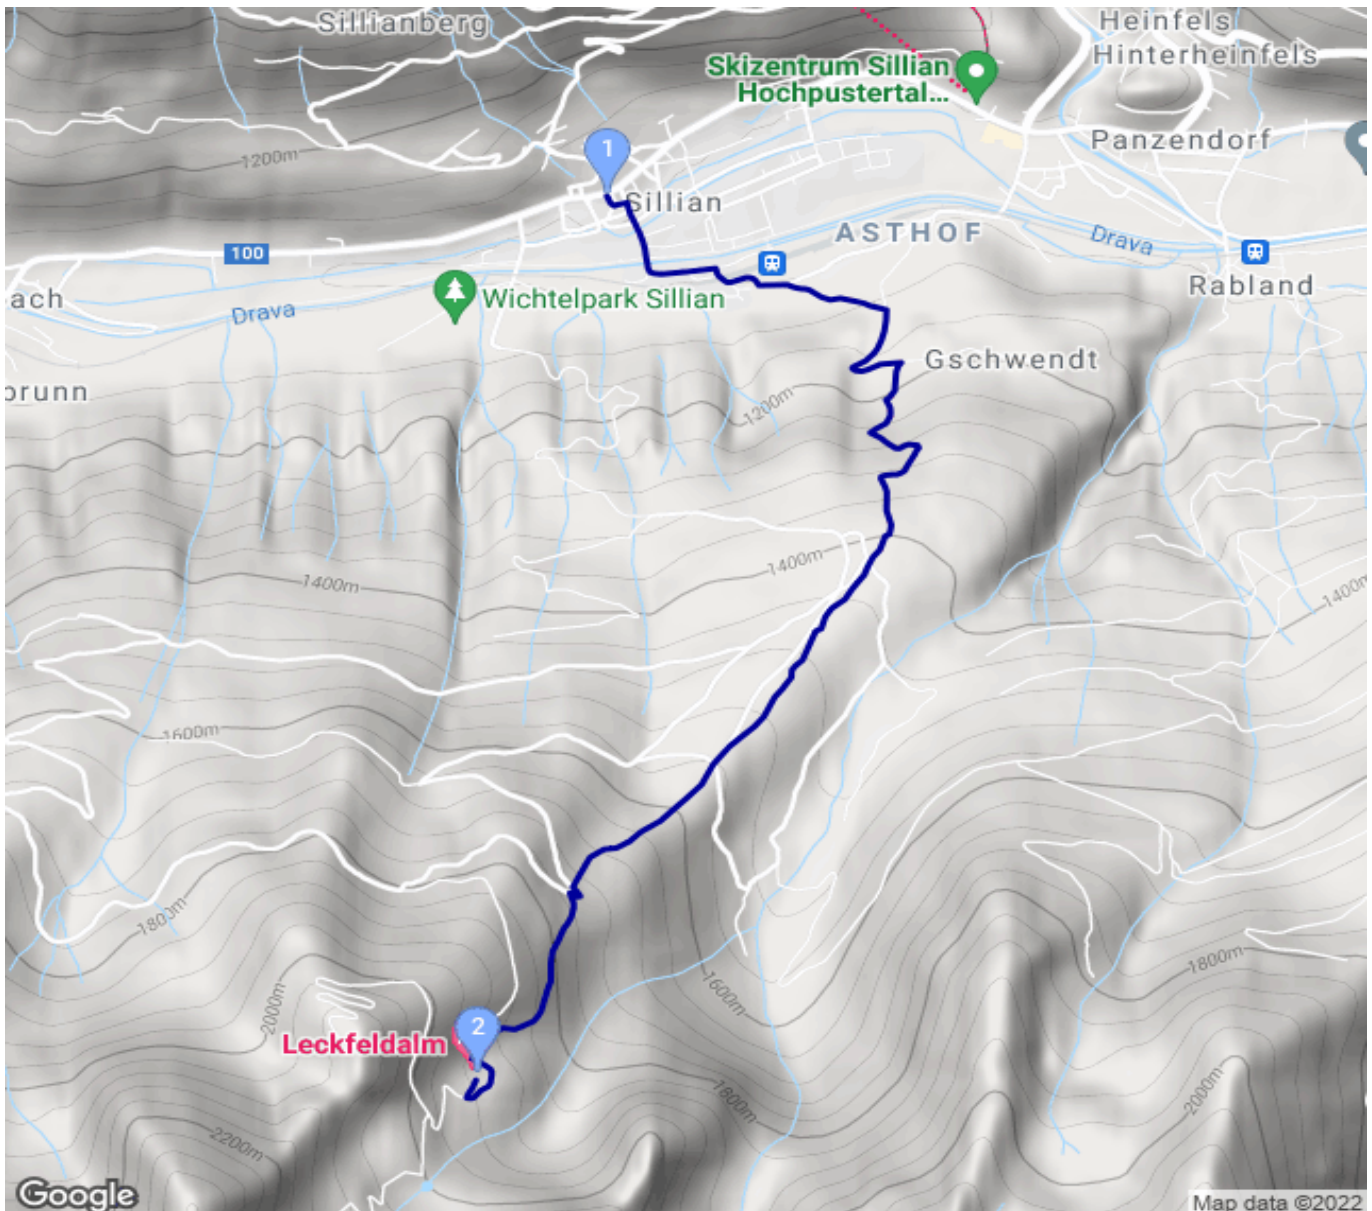 Sillianberg
Heinfels
Hinterheinfels
Skizentrum Sillian
Hochpustertal...
Panzendorf
1200m
1
Sillian
ASTHOF
Drava
100
Rabland
ach
Wichtelpark Sillian
Drava
Gschwendt
brunn
1200m
1400m
1400m
1400m
1600m
1800m
1800m
2000m
1600m
2
Leckfeldalm
1800m
2000m
2200m
Google
Map data ©2022